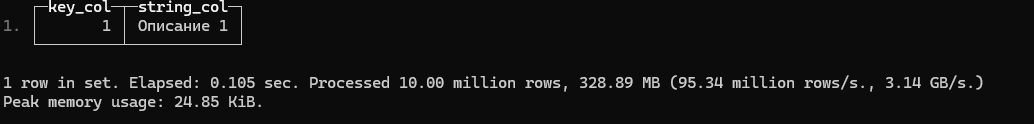 key_col string_col
1. 1 Описание 1
1 row in set. Elapsed: 0.105 sec. Processed 10.00 million rows, 328.89 MB (95.34 million rows/s., 3.14 GB/s.)
Peak memory usage: 24.85 KiB.